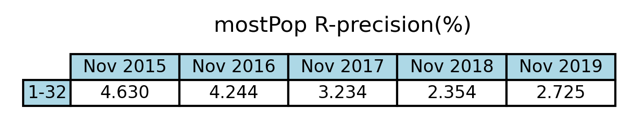 mostPop R-precision(%)
Nov 2015 Nov 2016 Nov 2017 Nov 2018 Nov 2019
1-32 4.630 4.244 3.234 2.354 2.725